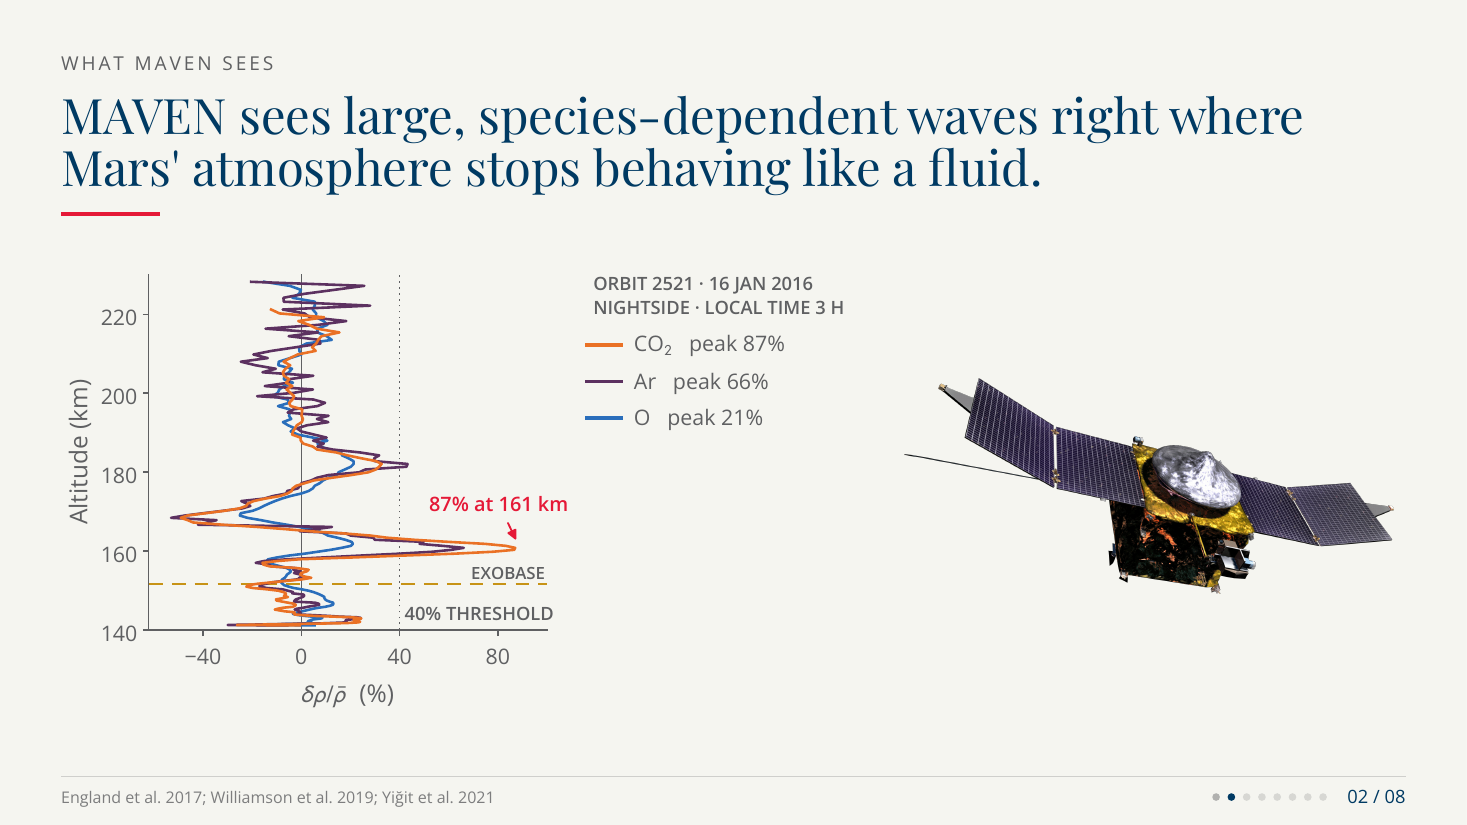 WHAT MAVEN SEES
MAVEN sees large, species-dependent waves right where
Mars' atmosphere stops behaving like a fluid.
ORBIT 2521 · 16 JAN 2016
NIGHTSIDE · LOCAL TIME 3 H
CO₂ peak 87%
Ar peak 66%
O peak 21%
Altitude (km)
220
200
180
160
140
87% at 161 km
EXOBASE
40% THRESHOLD
−40 0 40 80
δρ/ρ̄ (%)
England et al. 2017; Williamson et al. 2019; Yiğit et al. 2021
02 / 08